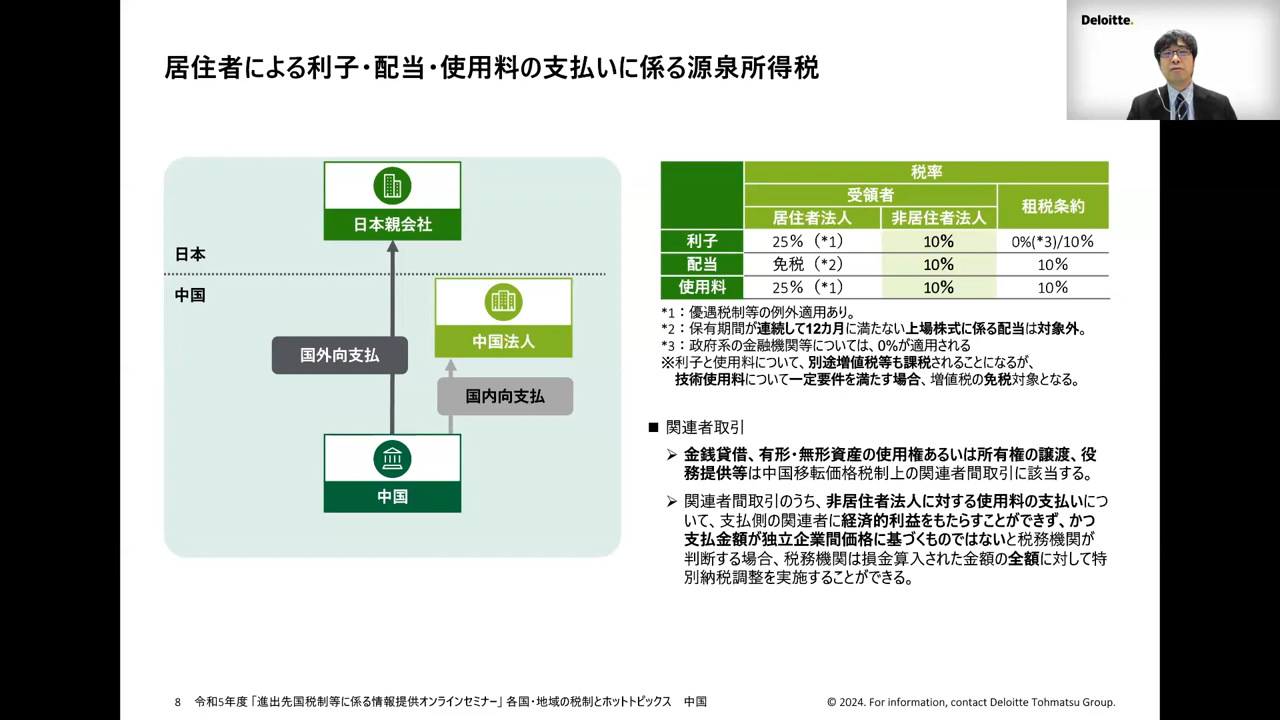 Deloitte.
居住者による利子・配当・使用料の支払いに係る源泉所得税
日本親会社
日本
中国
中国法人
国外向支払
国内向支払
中国
税率
受領者
租税条約
居住者法人
非居住者法人
利子 25% (*1) 10% 0%(*3)/10%
配当 免税 (*2) 10% 10%
使用料 25% (*1) 10% 10%
*1：優遇税制等の例外適用あり。
*2：保有期間が連続して12カ月に満たない上場株式に係る配当は対象外。
*3：政府系の金融機関等については、0%が適用される
※利子と使用料について、別途増値税等も課税されることになるが、
技術使用料について一定要件を満たす場合、増値税の免税対象となる。
■ 関連者取引
➢ 金銭貸借、有形・無形資産の使用権あるいは所有権の譲渡、役
務提供等は中国移転価格税制上の関連者間取引に該当する。
➢ 関連者間取引のうち、非居住者法人に対する使用料の支払いにつ
いて、支払側の関連者に経済的利益をもたらすことができず、かつ
支払金額が独立企業間価格に基づくものではないと税務機関が
判断する場合、税務機関は損金算入された金額の全額に対して特
別納税調整を実施することができる。
8 令和5年度「進出先国税制等に係る情報提供オンラインセミナー」各国・地域の税制とホットトピックス 中国
© 2024. For information, contact Deloitte Tohmatsu Group.